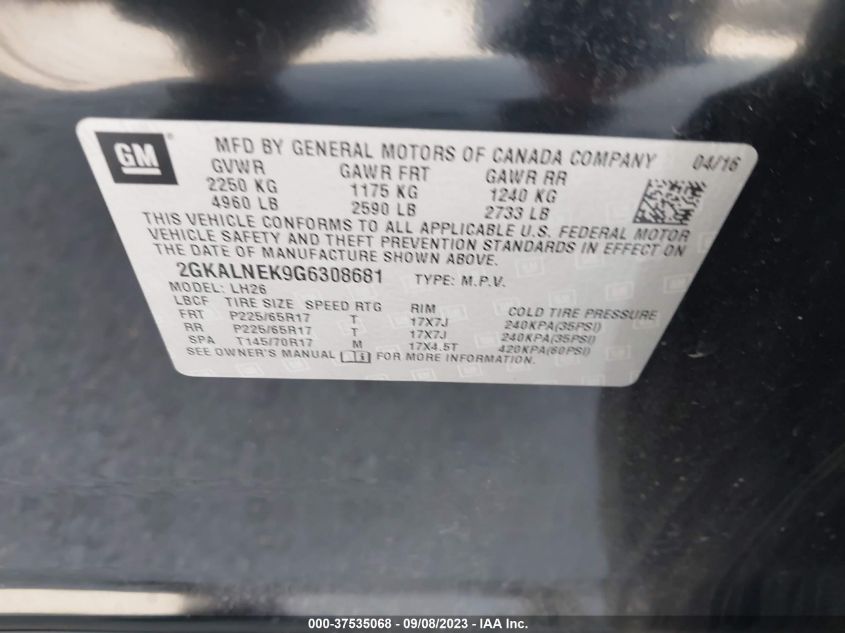 GM
MFD BY GENERAL MOTORS OF CANADA COMPANY 04/16
GVWR GAWR FRT GAWR RR
2250 KG 1175 KG 1240 KG
4960 LB 2590 LB 2733 LB
THIS VEHICLE CONFORMS TO ALL APPLICABLE U.S. FEDERAL MOTOR
VEHICLE SAFETY AND THEFT PREVENTION STANDARDS IN EFFECT ON
THE DATE OF MANUFACTURE SHOWN ABOVE.
2GKALNEK9G6308681 TYPE: M.P.V.
MODEL: LH26
LBCF TIRE SIZE SPEED RTG RIM COLD TIRE PRESSURE
FRT P225/65R17 T 17X7J 240KPA(35PSI)
RR P225/65R17 T 17X7J 240KPA(35PSI)
SPA T145/70R17 M 17X4.5T 420KPA(60PSI)
SEE OWNER'S MANUAL FOR MORE INFORMATION.
000-37535068 - 09/08/2023 - IAA Inc.